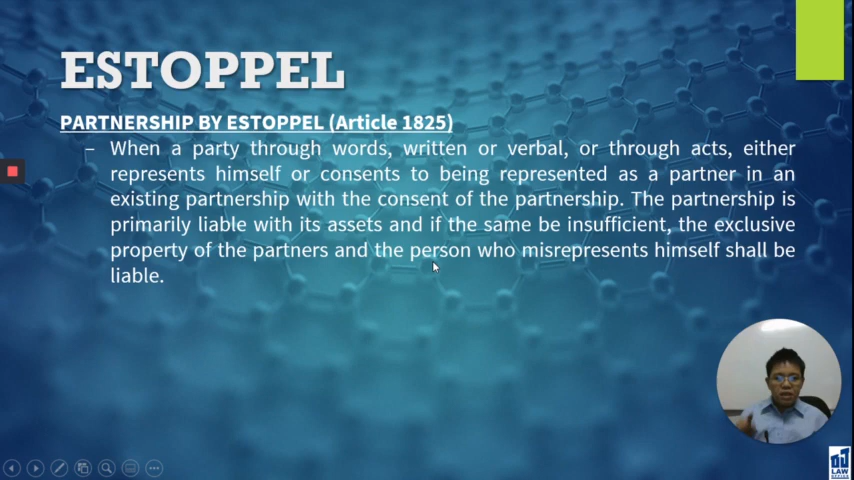 ESTOPPEL
PARTNERSHIP BY ESTOPPEL (Article 1825)
– When a party through words, written or verbal, or through acts, either
represents himself or consents to being represented as a partner in an
existing partnership with the consent of the partnership. The partnership is
primarily liable with its assets and if the same be insufficient, the exclusive
property of the partners and the person who misrepresents himself shall be
liable.
LAW